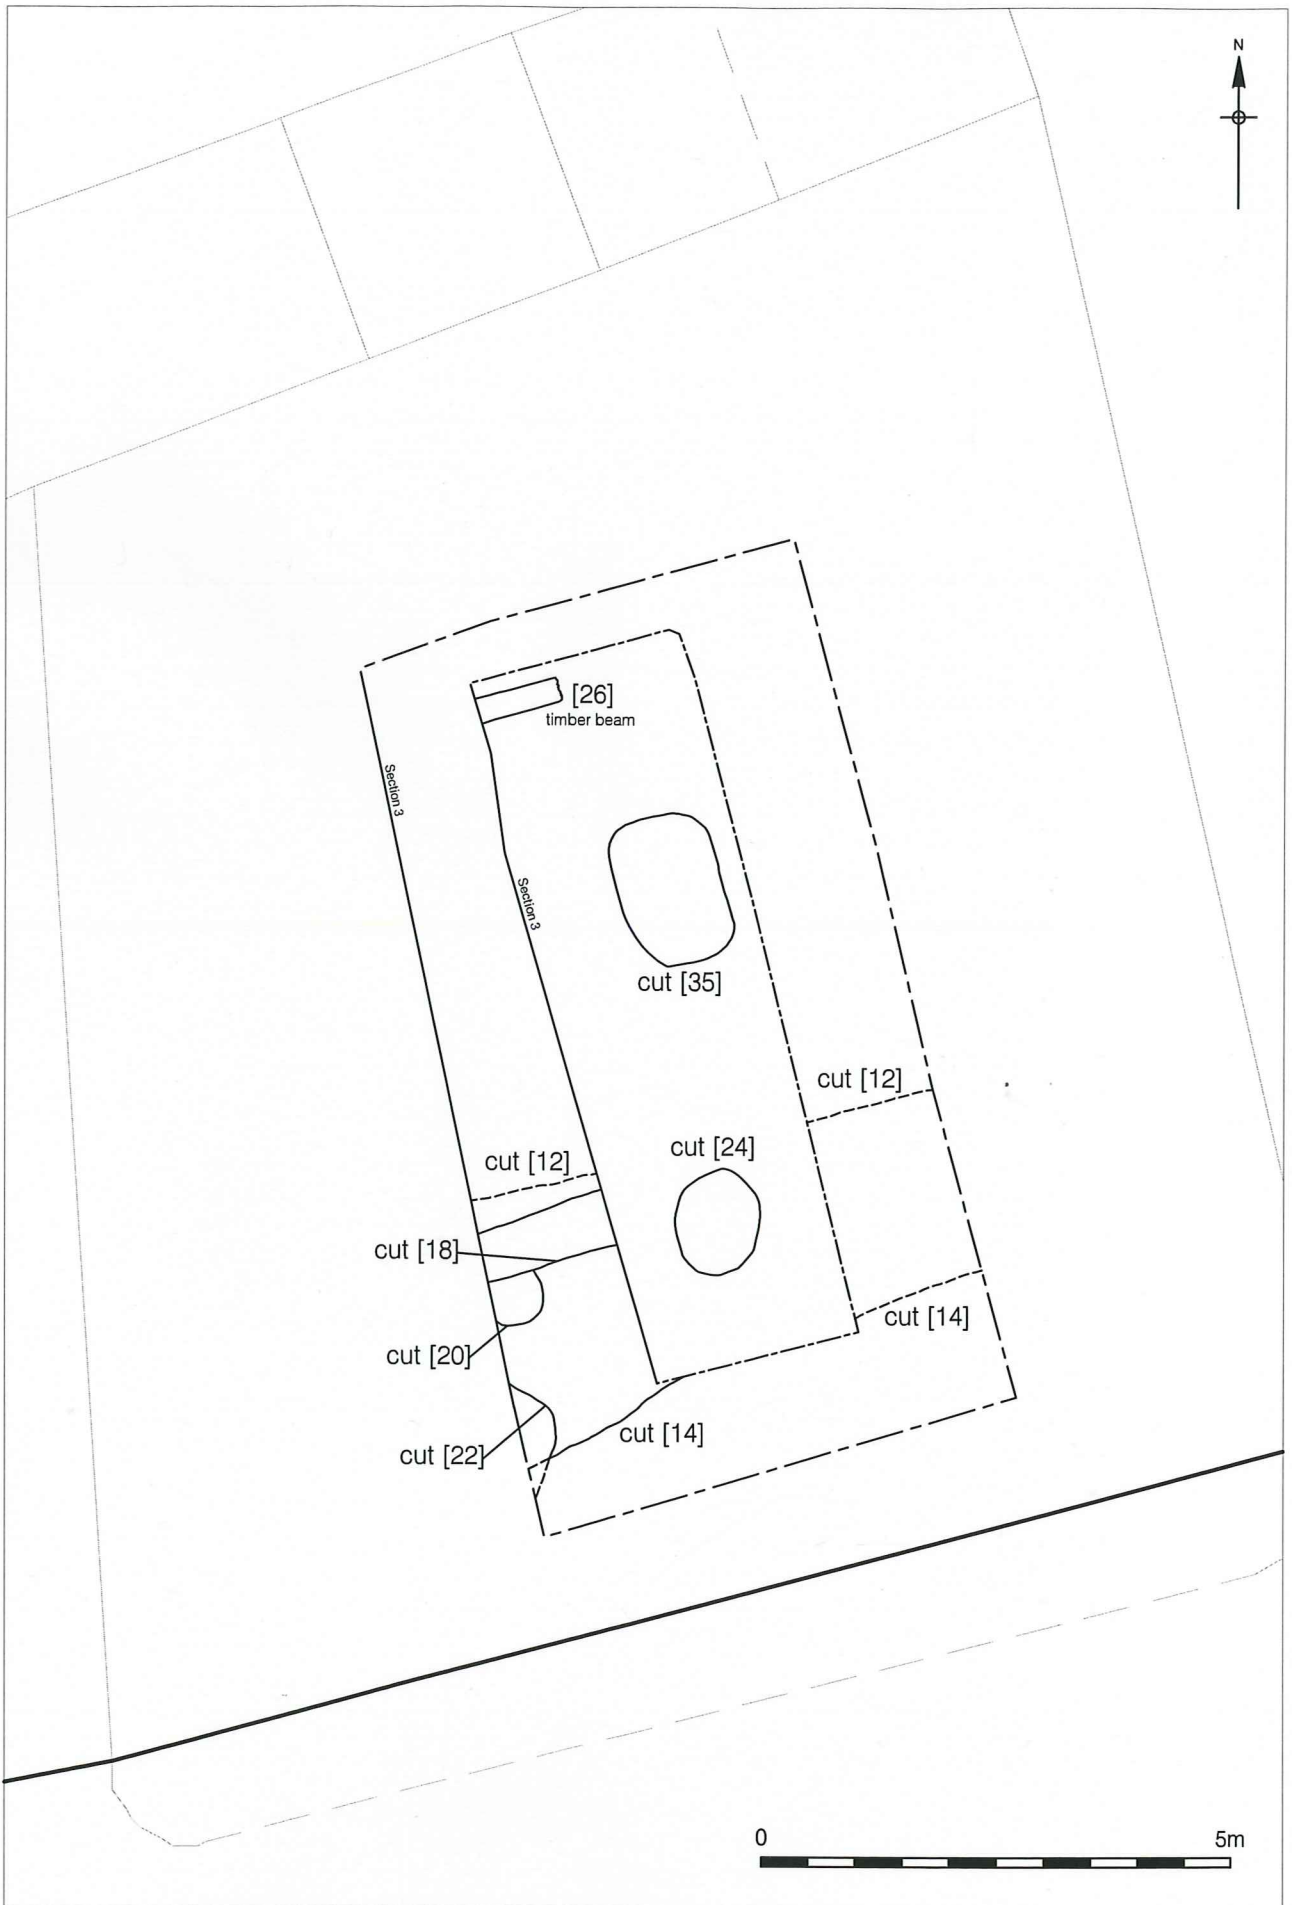 N
[26]
timber beam
Section 3
Section 3
cut [35]
cut [12]
cut [24]
cut [12]
cut [18]
cut [14]
cut [20]
cut [14]
cut [22]
0 5m